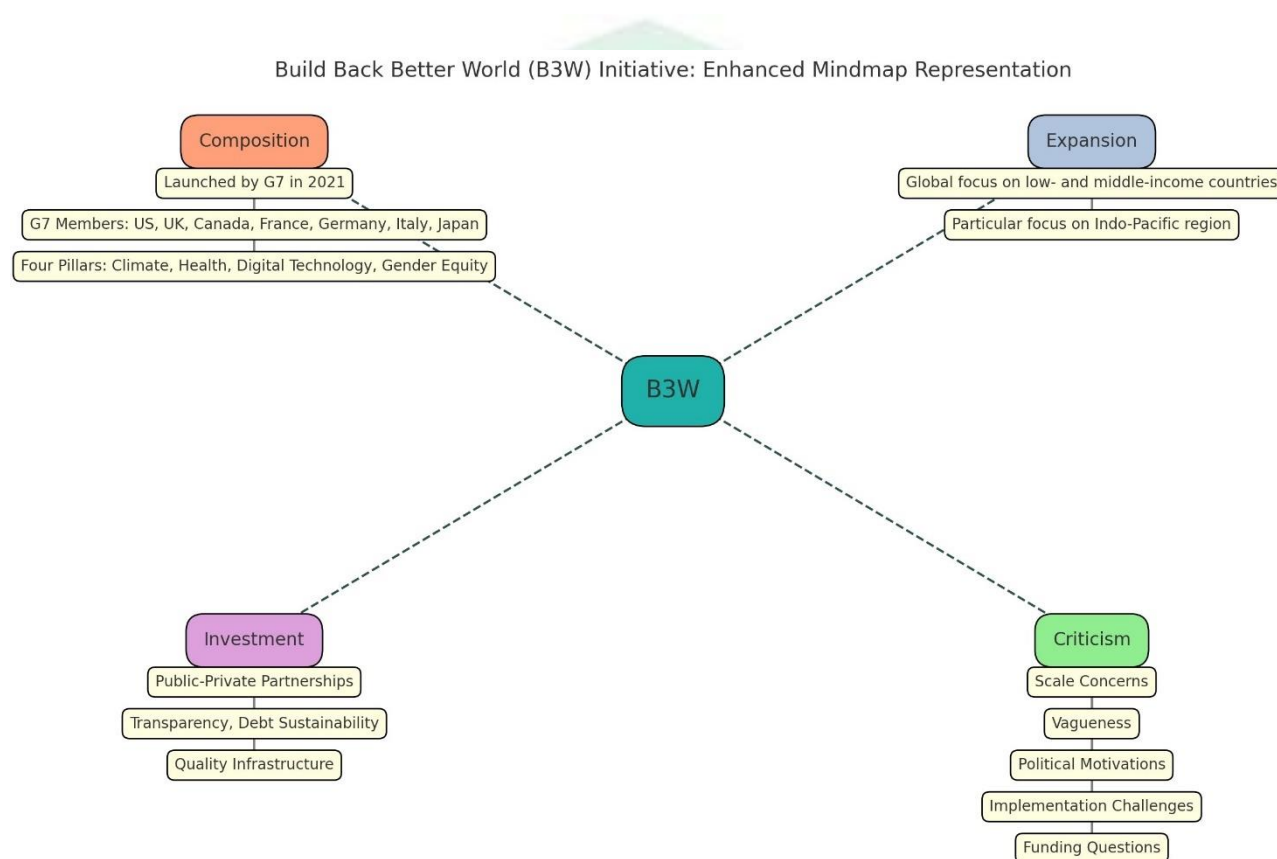 Build Back Better World (B3W) Initiative: Enhanced Mindmap Representation
Composition
Launched by G7 in 2021
G7 Members: US, UK, Canada, France, Germany, Italy, Japan
Four Pillars: Climate, Health, Digital Technology, Gender Equity
Expansion
Global focus on low- and middle-income countries
Particular focus on Indo-Pacific region
B3W
Investment
Public-Private Partnerships
Transparency, Debt Sustainability
Quality Infrastructure
Criticism
Scale Concerns
Vagueness
Political Motivations
Implementation Challenges
Funding Questions